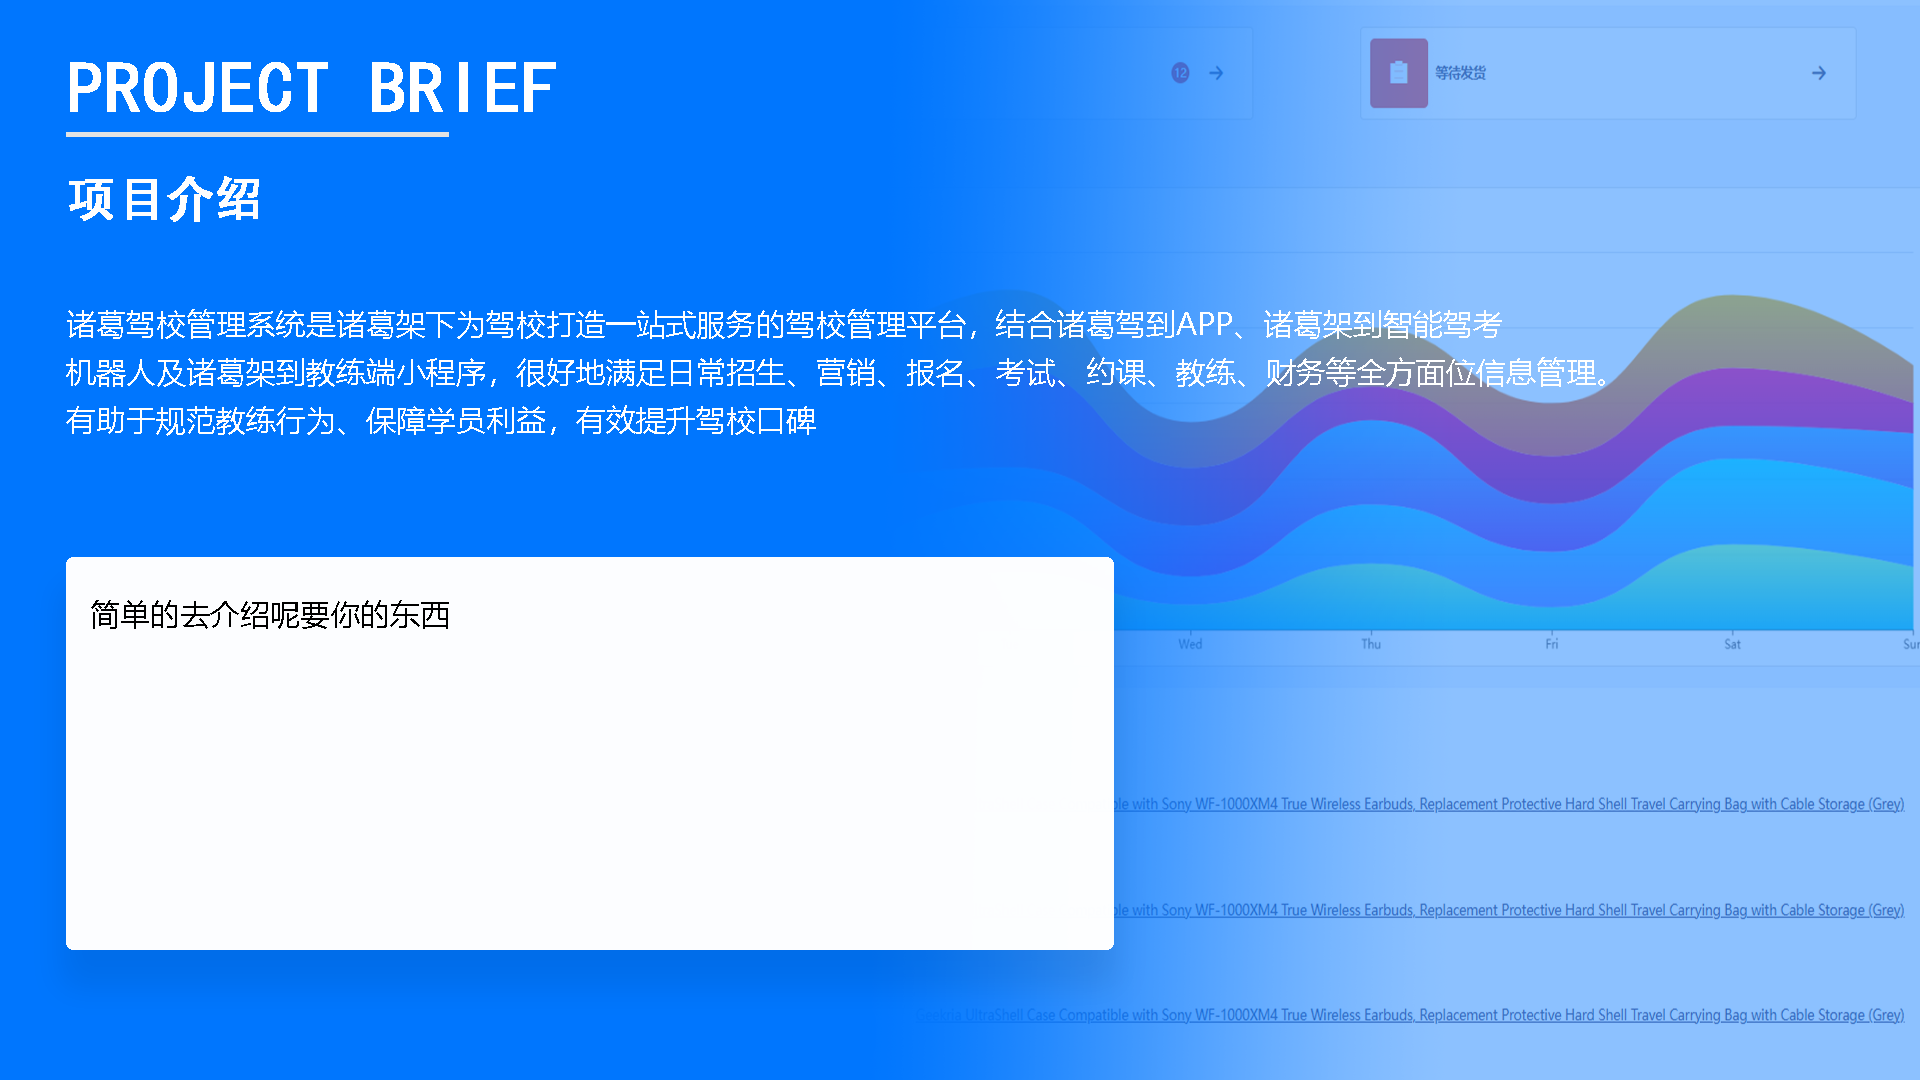 PROJECT BRIEF
项目介绍
12
等待发货
诸葛驾校管理系统是诸葛架下为驾校打造一站式服务的驾校管理平台，结合诸葛驾到APP、诸葛架到智能驾考
机器人及诸葛架到教练端小程序，很好地满足日常招生、营销、报名、考试、约课、教练、财务等全方面位信息管理。
有助于规范教练行为、保障学员利益，有效提升驾校口碑
简单的去介绍呢要你的东西
Wed Thu Fri Sat Sun
with Sony WF-1000XM4 True Wireless Earbuds, Replacement Protective Hard Shell Travel Carrying Bag with Cable Storage (Grey)
with Sony WF-1000XM4 True Wireless Earbuds, Replacement Protective Hard Shell Travel Carrying Bag with Cable Storage (Grey)
UltraShell Case Compatible with Sony WF-1000XM4 True Wireless Earbuds, Replacement Protective Hard Shell Travel Carrying Bag with Cable Storage (Grey)